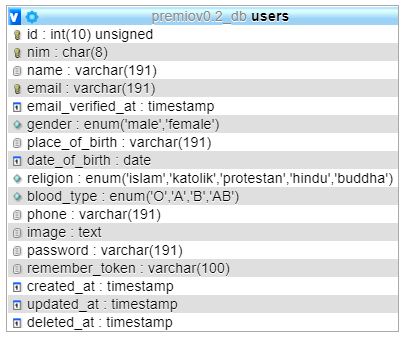 premiov0.2_db users
id : int(10) unsigned
nim : char(8)
name : varchar(191)
email : varchar(191)
email_verified_at : timestamp
gender : enum('male','female')
place_of_birth : varchar(191)
date_of_birth : date
religion : enum('islam','katolik','protestan','hindu','buddha')
blood_type : enum('O','A','B','AB')
phone : varchar(191)
image : text
password : varchar(191)
remember_token : varchar(100)
created_at : timestamp
updated_at : timestamp
deleted_at : timestamp